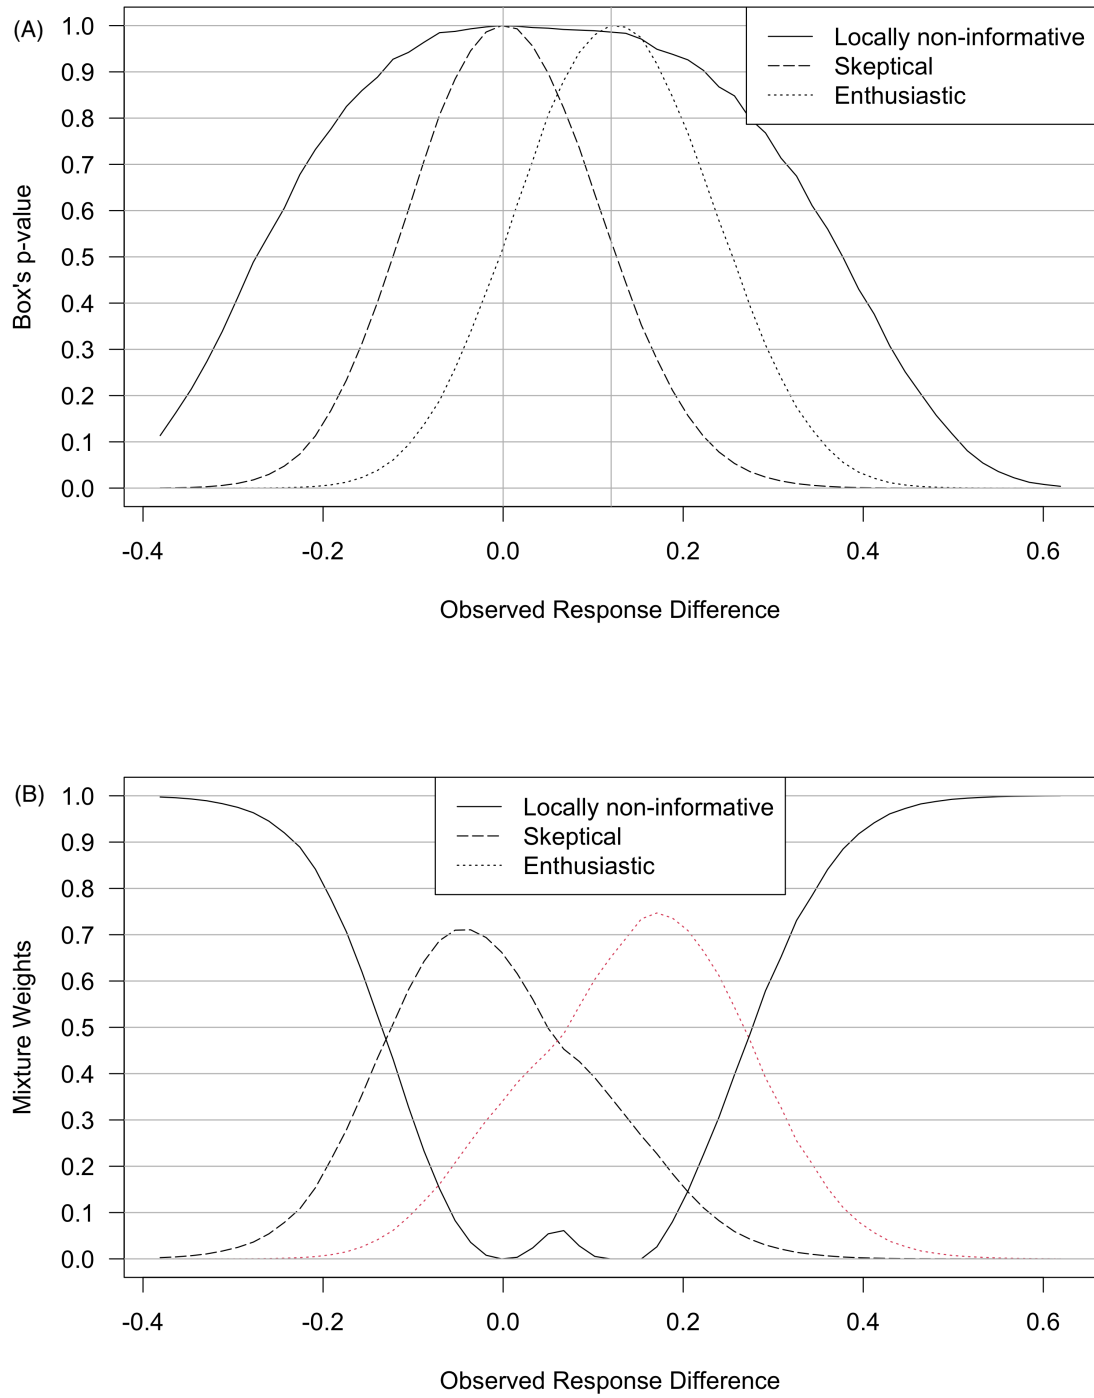 (A)
1.0
0.9
0.8
0.7
0.6
0.5
0.4
0.3
0.2
0.1
0.0
Box's p-value
Locally non-informative
Skeptical
Enthusiastic
-0.4 -0.2 0.0 0.2 0.4 0.6
Observed Response Difference
(B)
1.0
0.9
0.8
0.7
0.6
0.5
0.4
0.3
0.2
0.1
0.0
Mixture Weights
Locally non-informative
Skeptical
Enthusiastic
-0.4 -0.2 0.0 0.2 0.4 0.6
Observed Response Difference